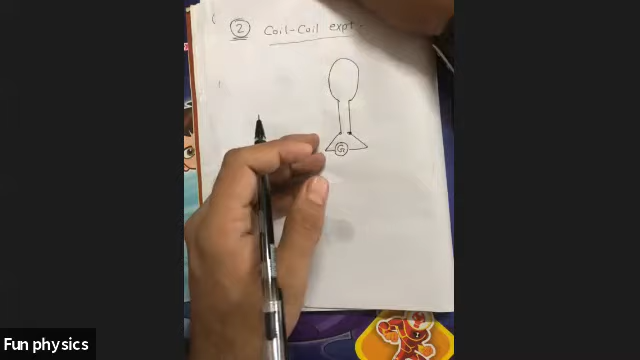 ② Coil-Coil expt.
G
Fun physics